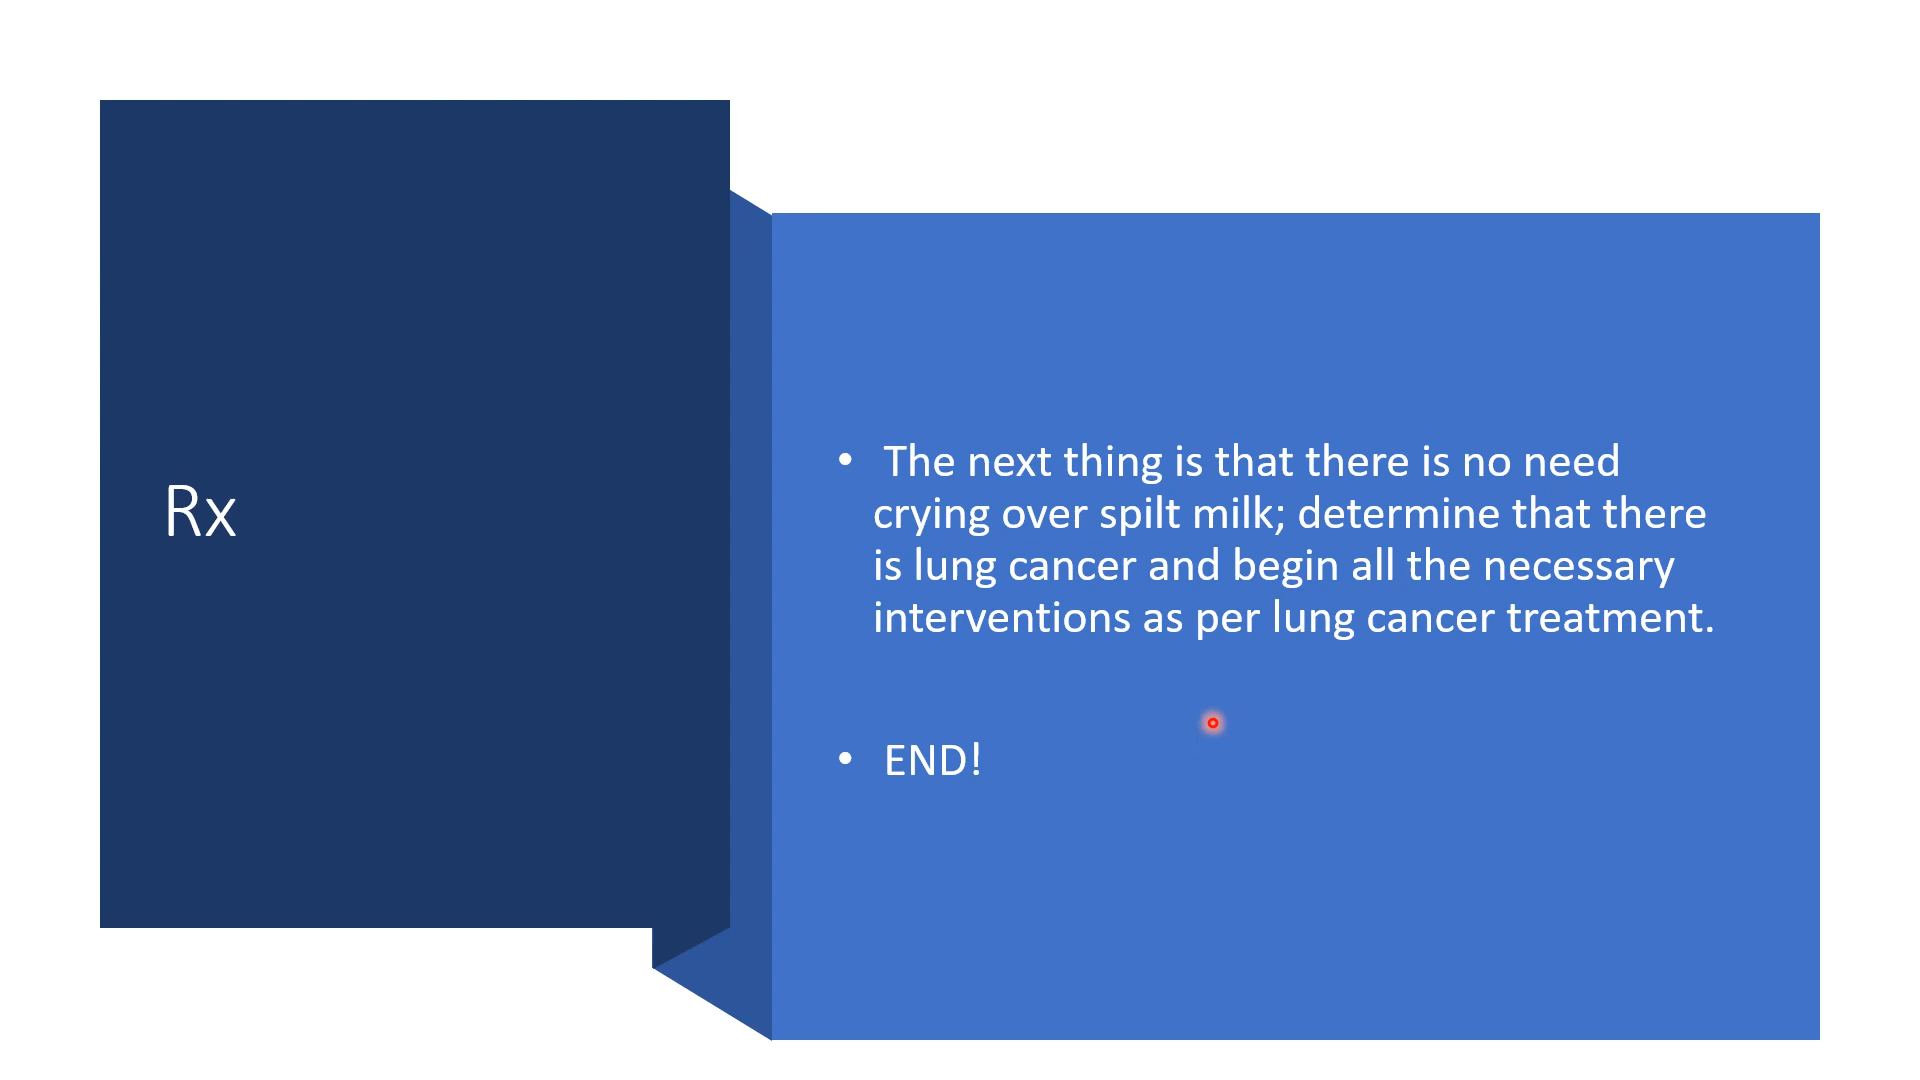 Rx
• The next thing is that there is no need
crying over spilt milk; determine that there
is lung cancer and begin all the necessary
interventions as per lung cancer treatment.
• END!